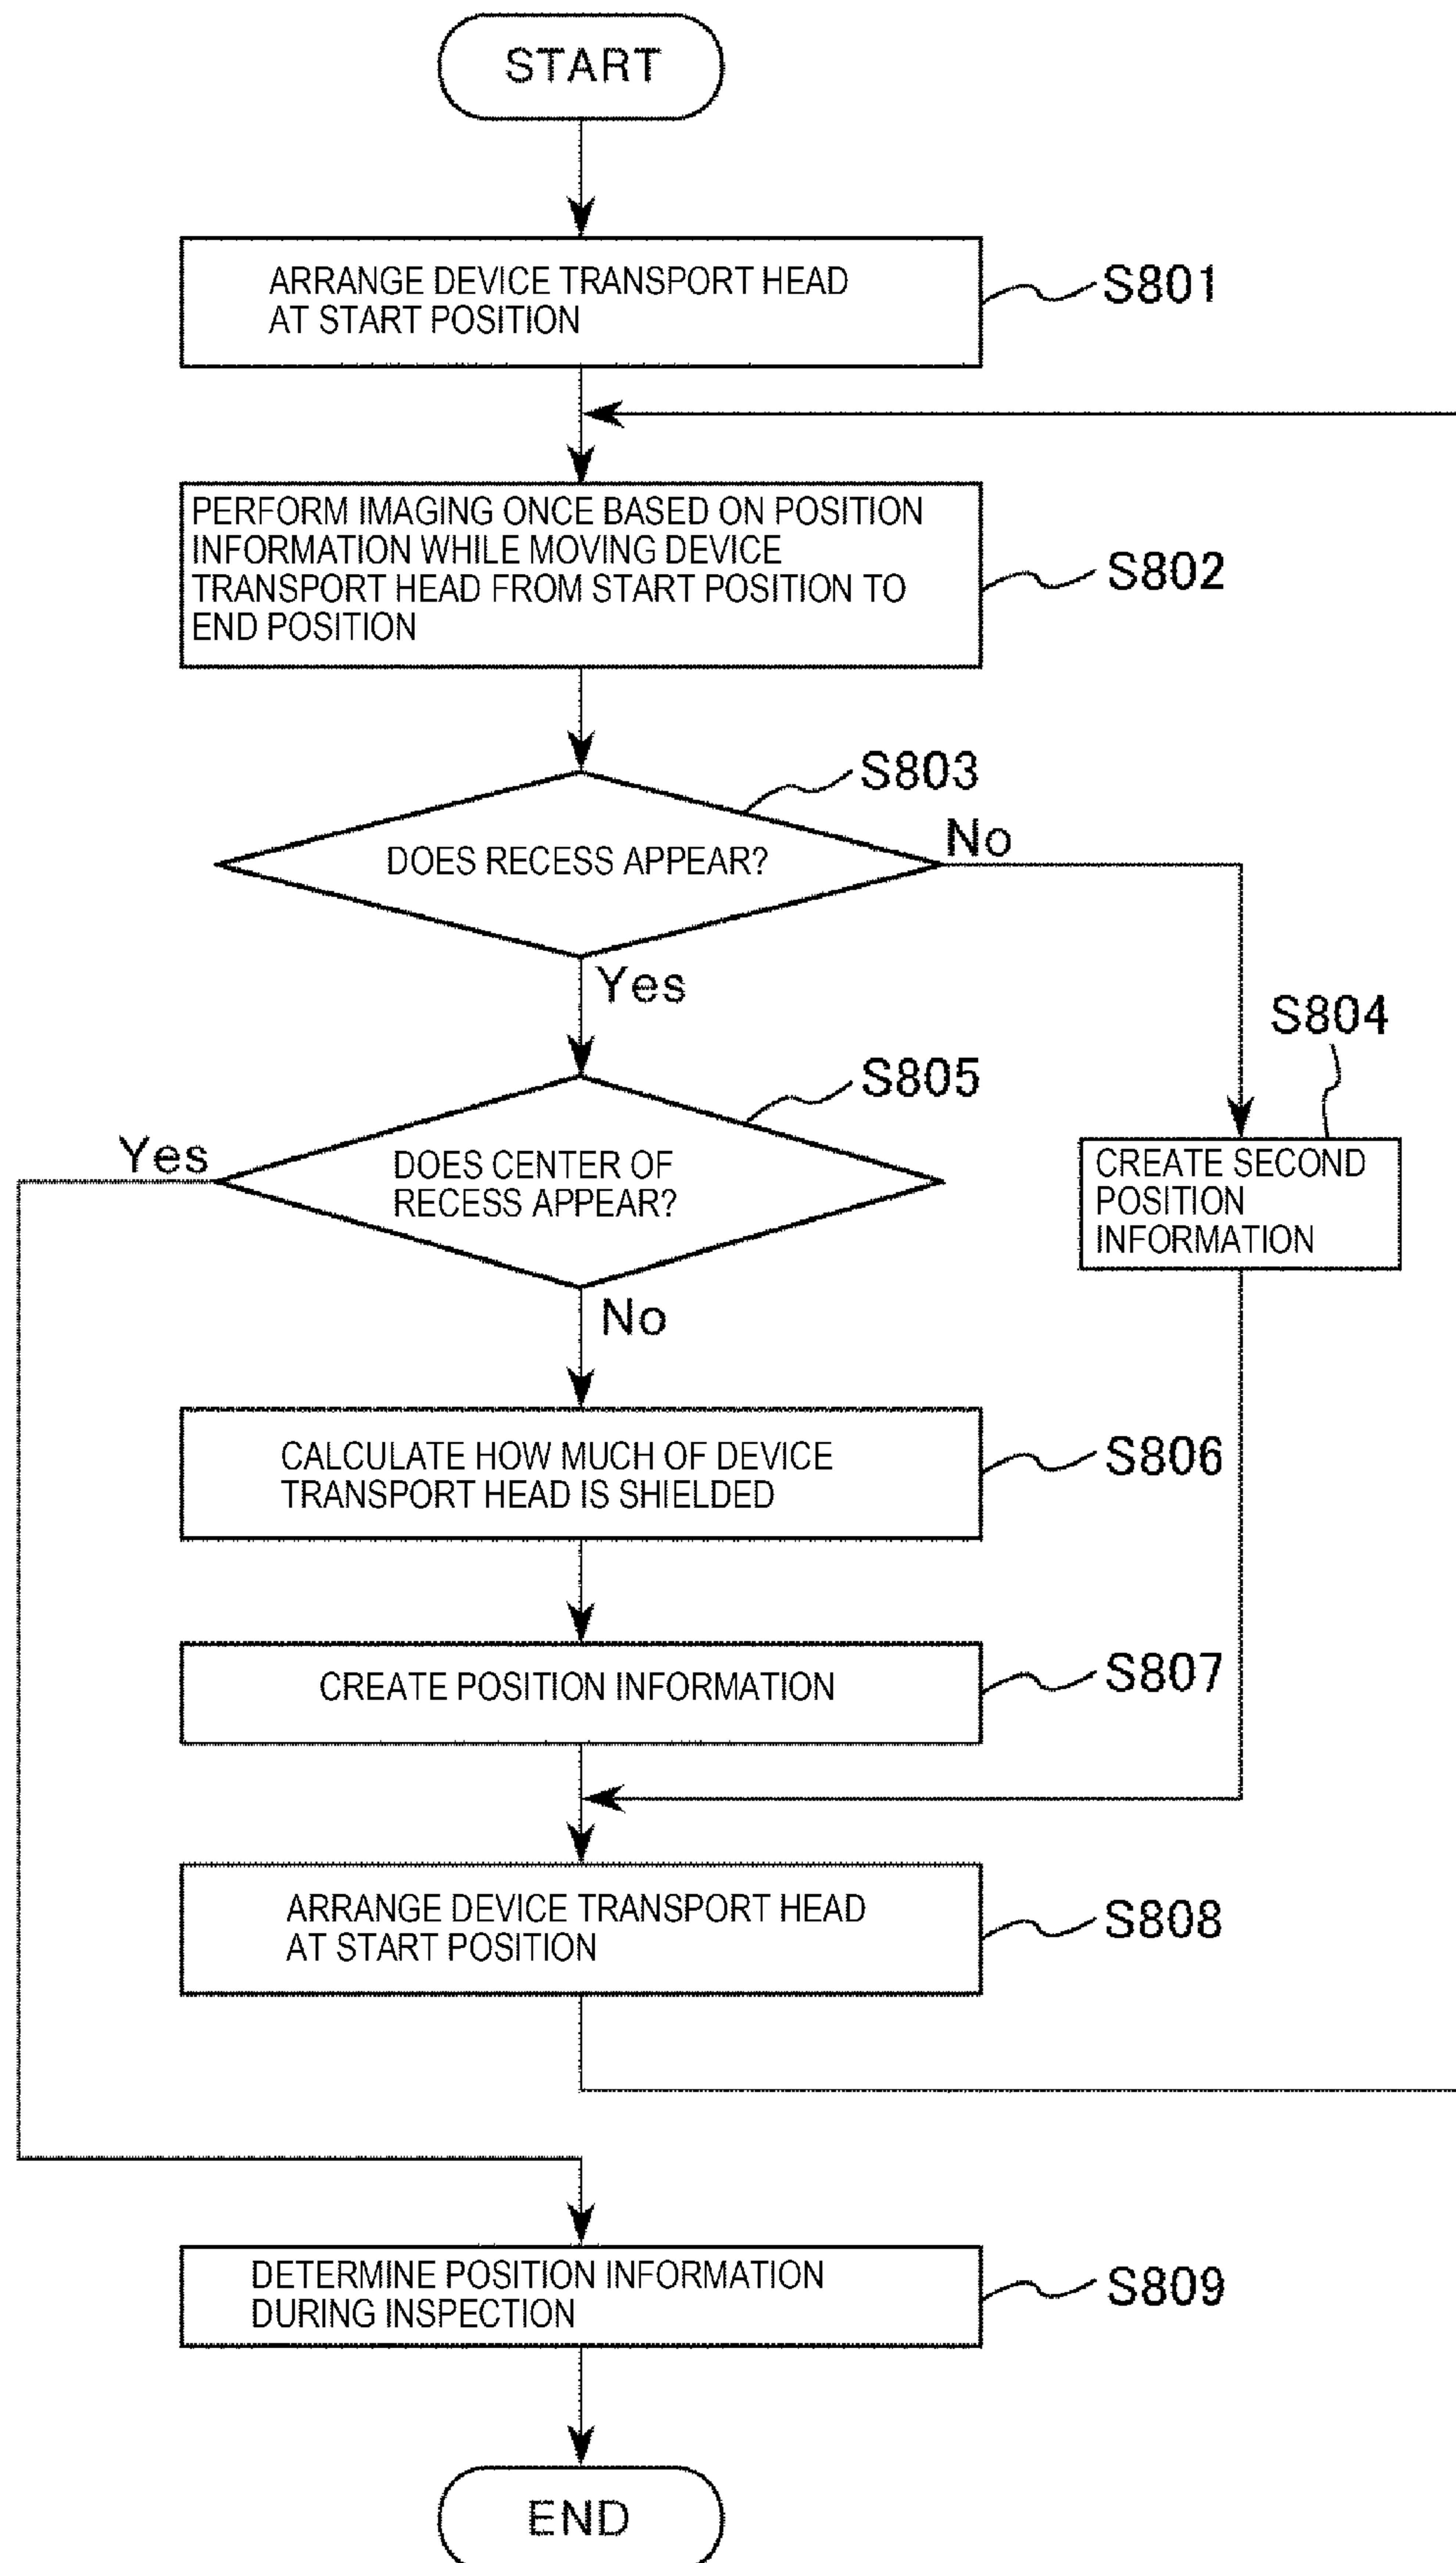 START
ARRANGE DEVICE TRANSPORT HEAD
AT START POSITION
S801
PERFORM IMAGING ONCE BASED ON POSITION
INFORMATION WHILE MOVING DEVICE
TRANSPORT HEAD FROM START POSITION TO
END POSITION
S802
S803
DOES RECESS APPEAR?
No
Yes
S804
CREATE SECOND
POSITION
INFORMATION
S805
Yes
DOES CENTER OF
RECESS APPEAR?
No
CALCULATE HOW MUCH OF DEVICE
TRANSPORT HEAD IS SHIELDED
S806
CREATE POSITION INFORMATION
S807
ARRANGE DEVICE TRANSPORT HEAD
AT START POSITION
S808
DETERMINE POSITION INFORMATION
DURING INSPECTION
S809
END